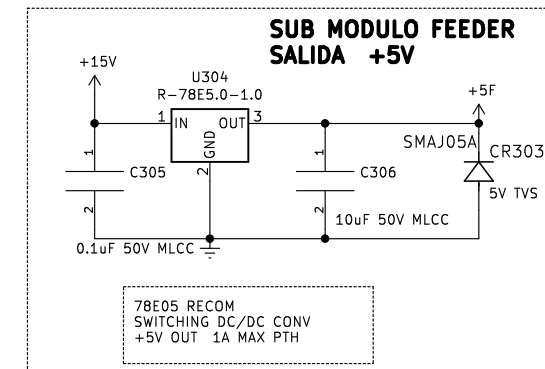 SUB MODULO FEEDER
SALIDA +5V
+15V
U304
R-78E5.0-1.0
+5F
1 IN OUT 3
GND
2
SMAJ05A
CR303
1
C305
2
1
C306
2
5V TVS
10uF 50V MLCC
0.1uF 50V MLCC
78E05 RECOM
SWITCHING DC/DC CONV
+5V OUT 1A MAX PTH